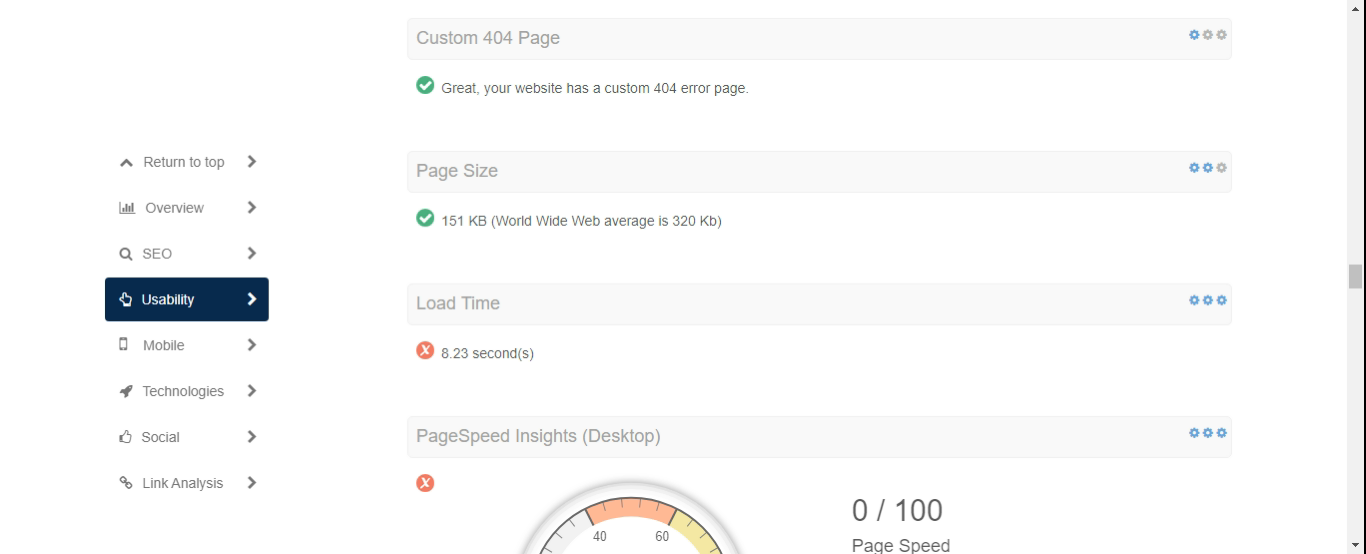 Custom 404 Page
Great, your website has a custom 404 error page.
Return to top
Page Size
Overview
151 KB (World Wide Web average is 320 Kb)
SEO
Usability
Load Time
Mobile
8.23 second(s)
Technologies
Social
PageSpeed Insights (Desktop)
Link Analysis
0 / 100
40 60
Page Speed